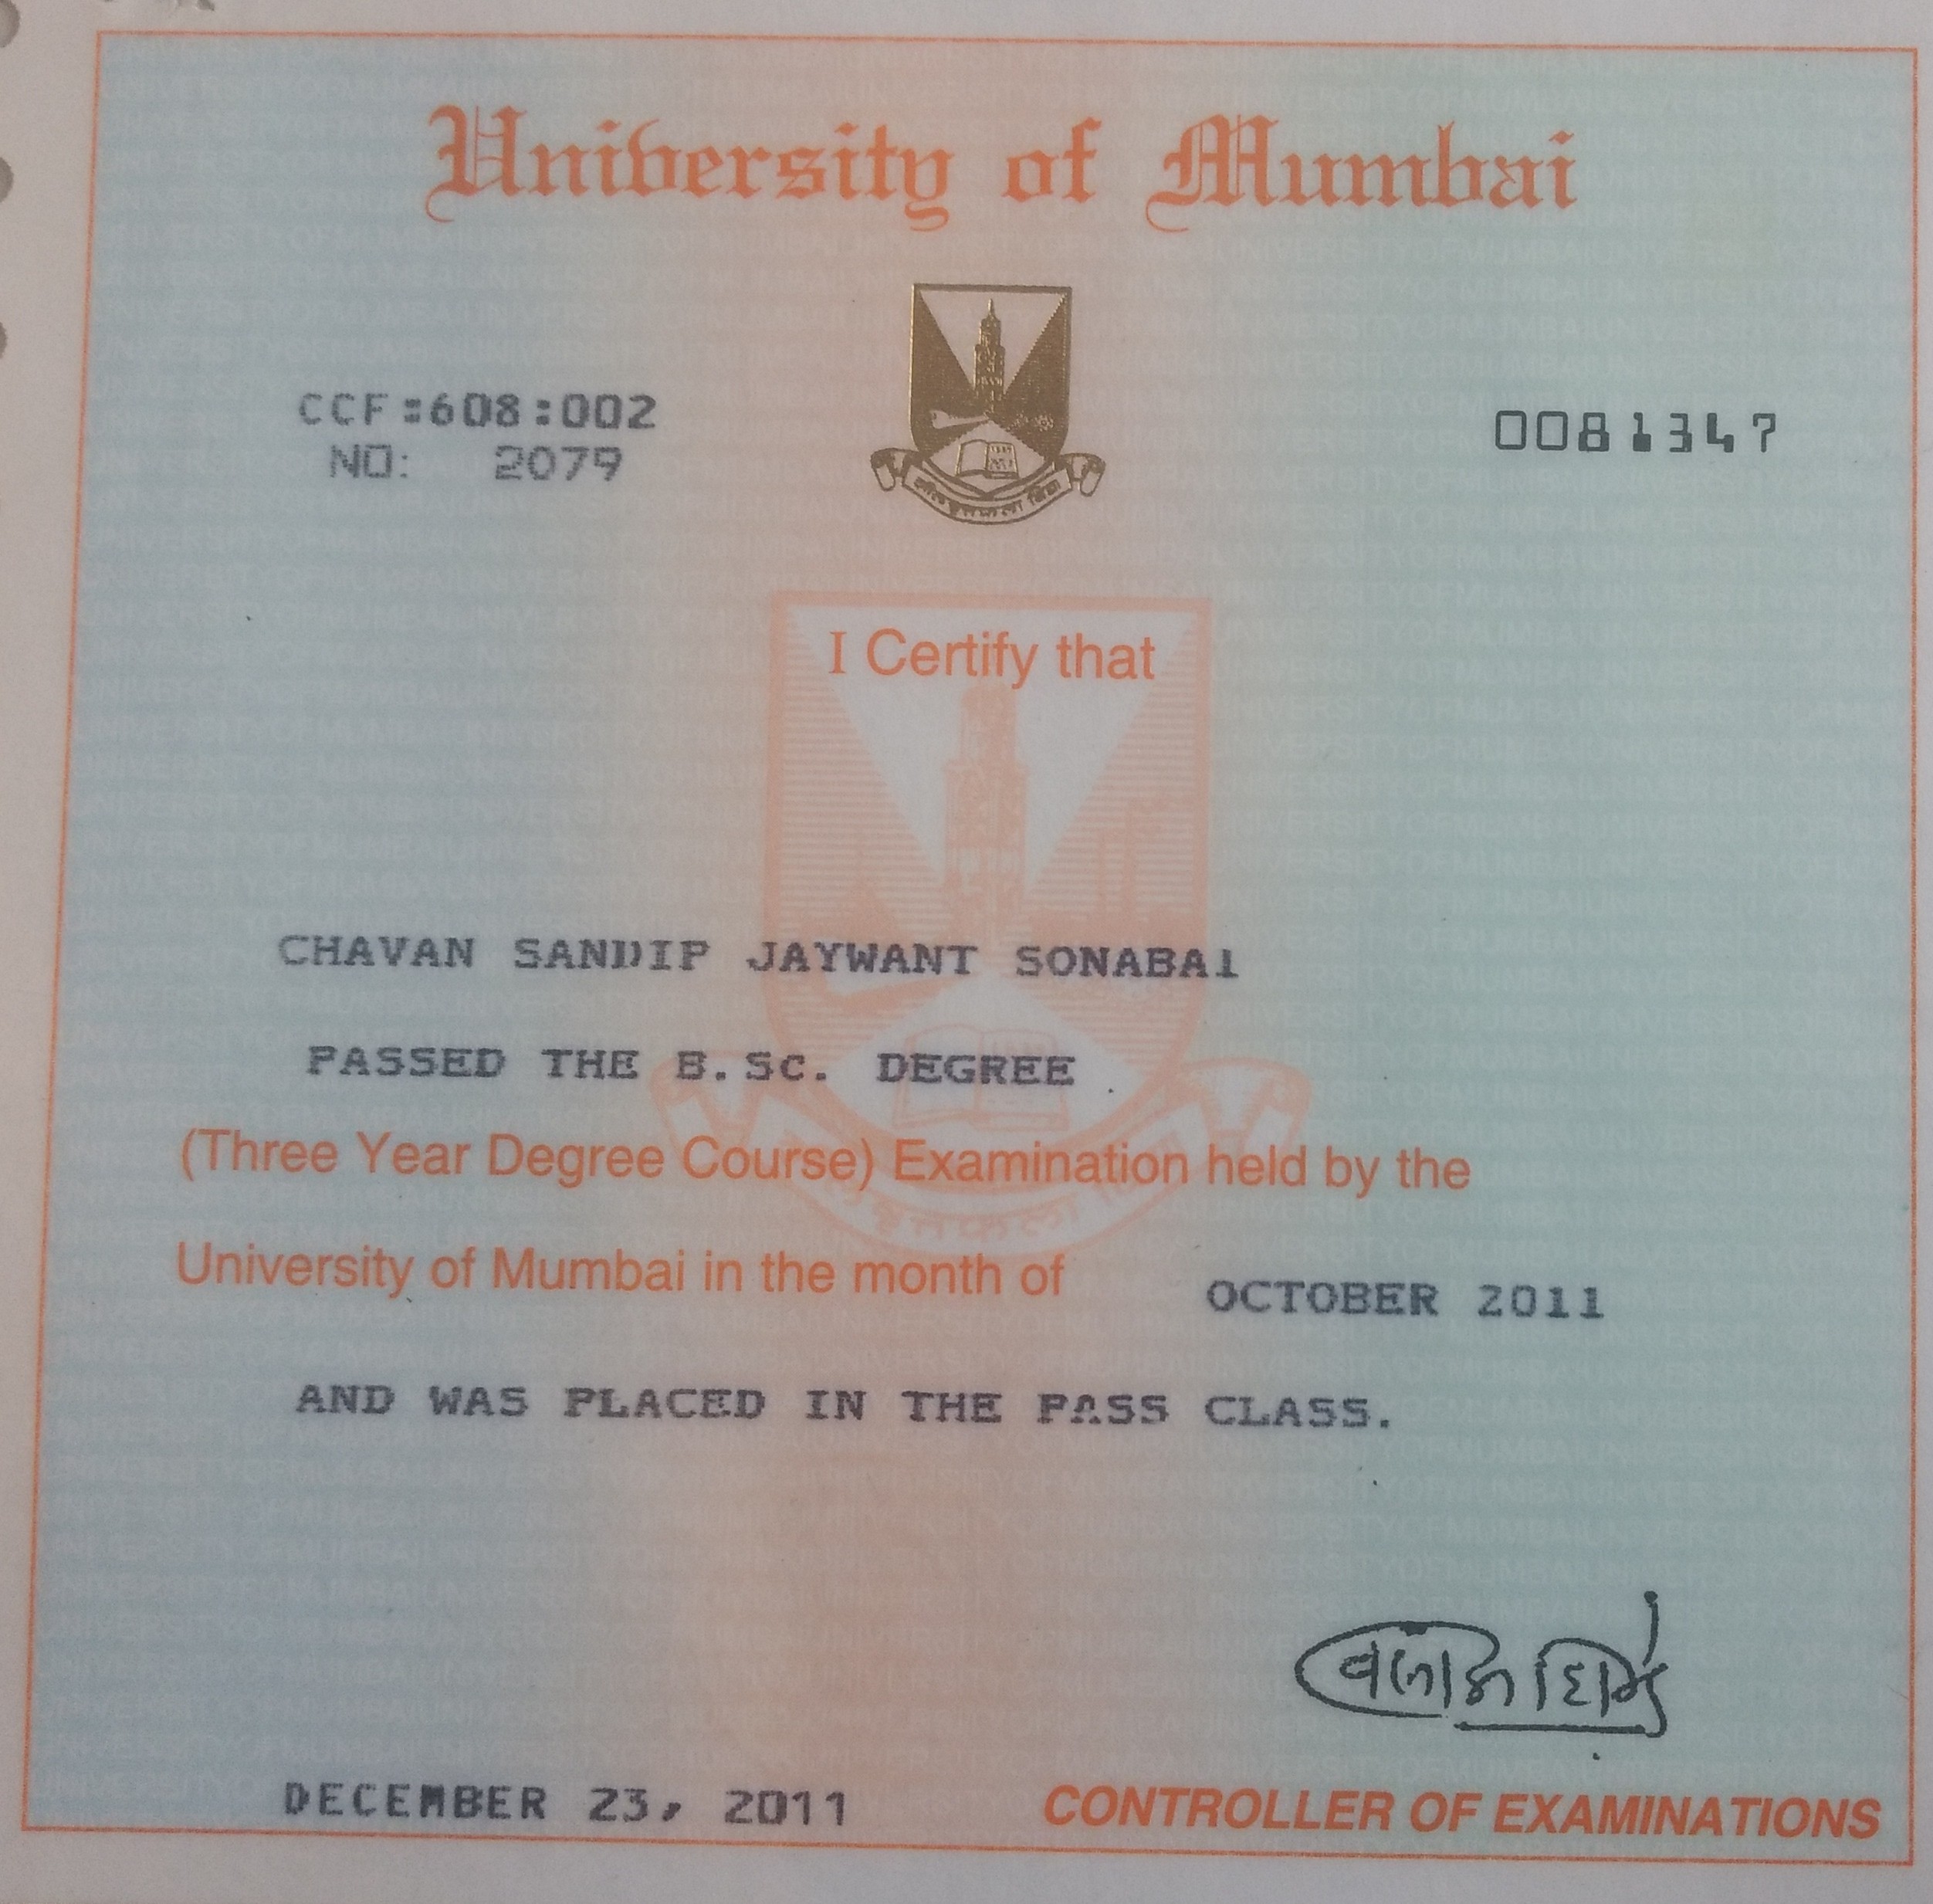 University of Mumbai
CCF:608:002
NO: 2079
0081347
I Certify that
CHAVAN SANDIP JAYWANT SONABAI
PASSED THE B.Sc. DEGREE
(Three Year Degree Course) Examination held by the
University of Mumbai in the month of OCTOBER 2011
AND WAS PLACED IN THE PASS CLASS.
DECEMBER 23, 2011
CONTROLLER OF EXAMINATIONS